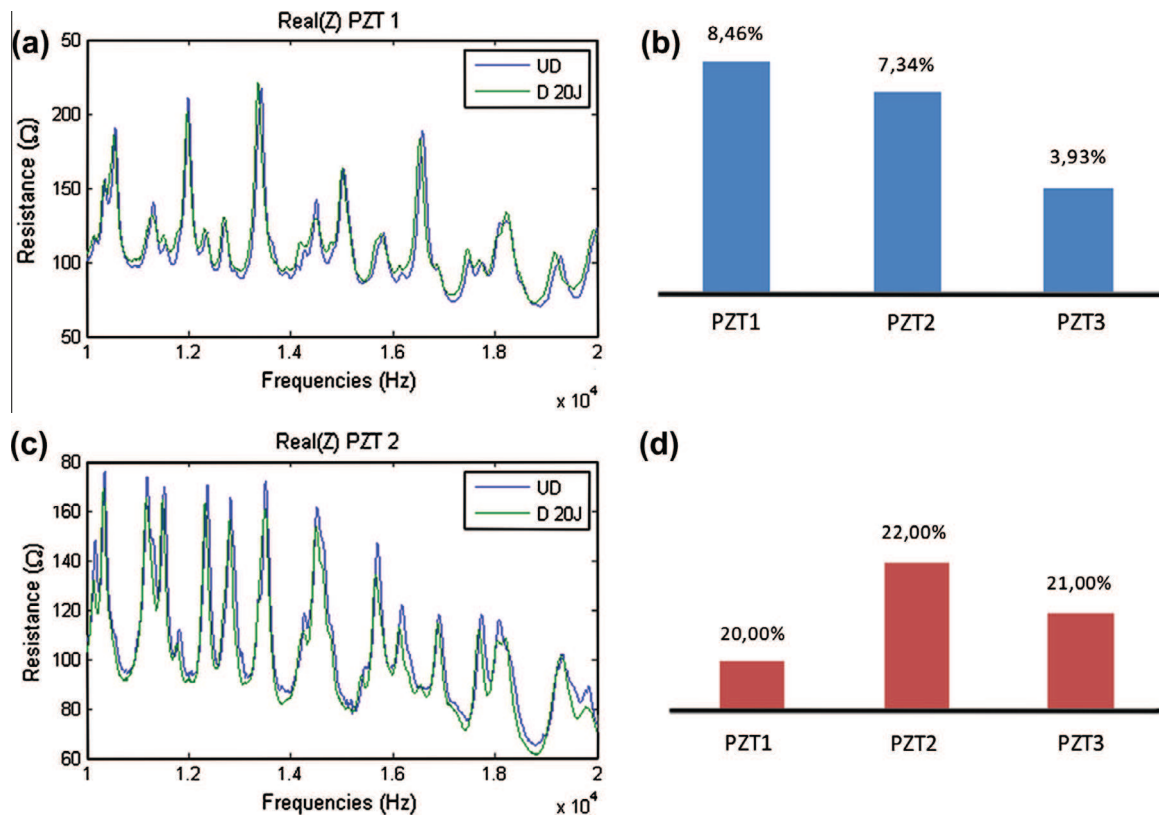 (a)
Real(Z) PZT 1
50
200
150
100
50
Resistance (Ω)
UD
D 20J
1
1.2
1.4
1.6
1.8
2
Frequencies (Hz)
x 10⁴
(b)
8,46%
7,34%
3,93%
PZT1
PZT2
PZT3
(c)
Real(Z) PZT 2
80
160
140
120
100
80
60
Resistance (Ω)
UD
D 20J
1
1.2
1.4
1.6
1.8
2
Frequencies (Hz)
x 10⁴
(d)
20,00%
22,00%
21,00%
PZT1
PZT2
PZT3